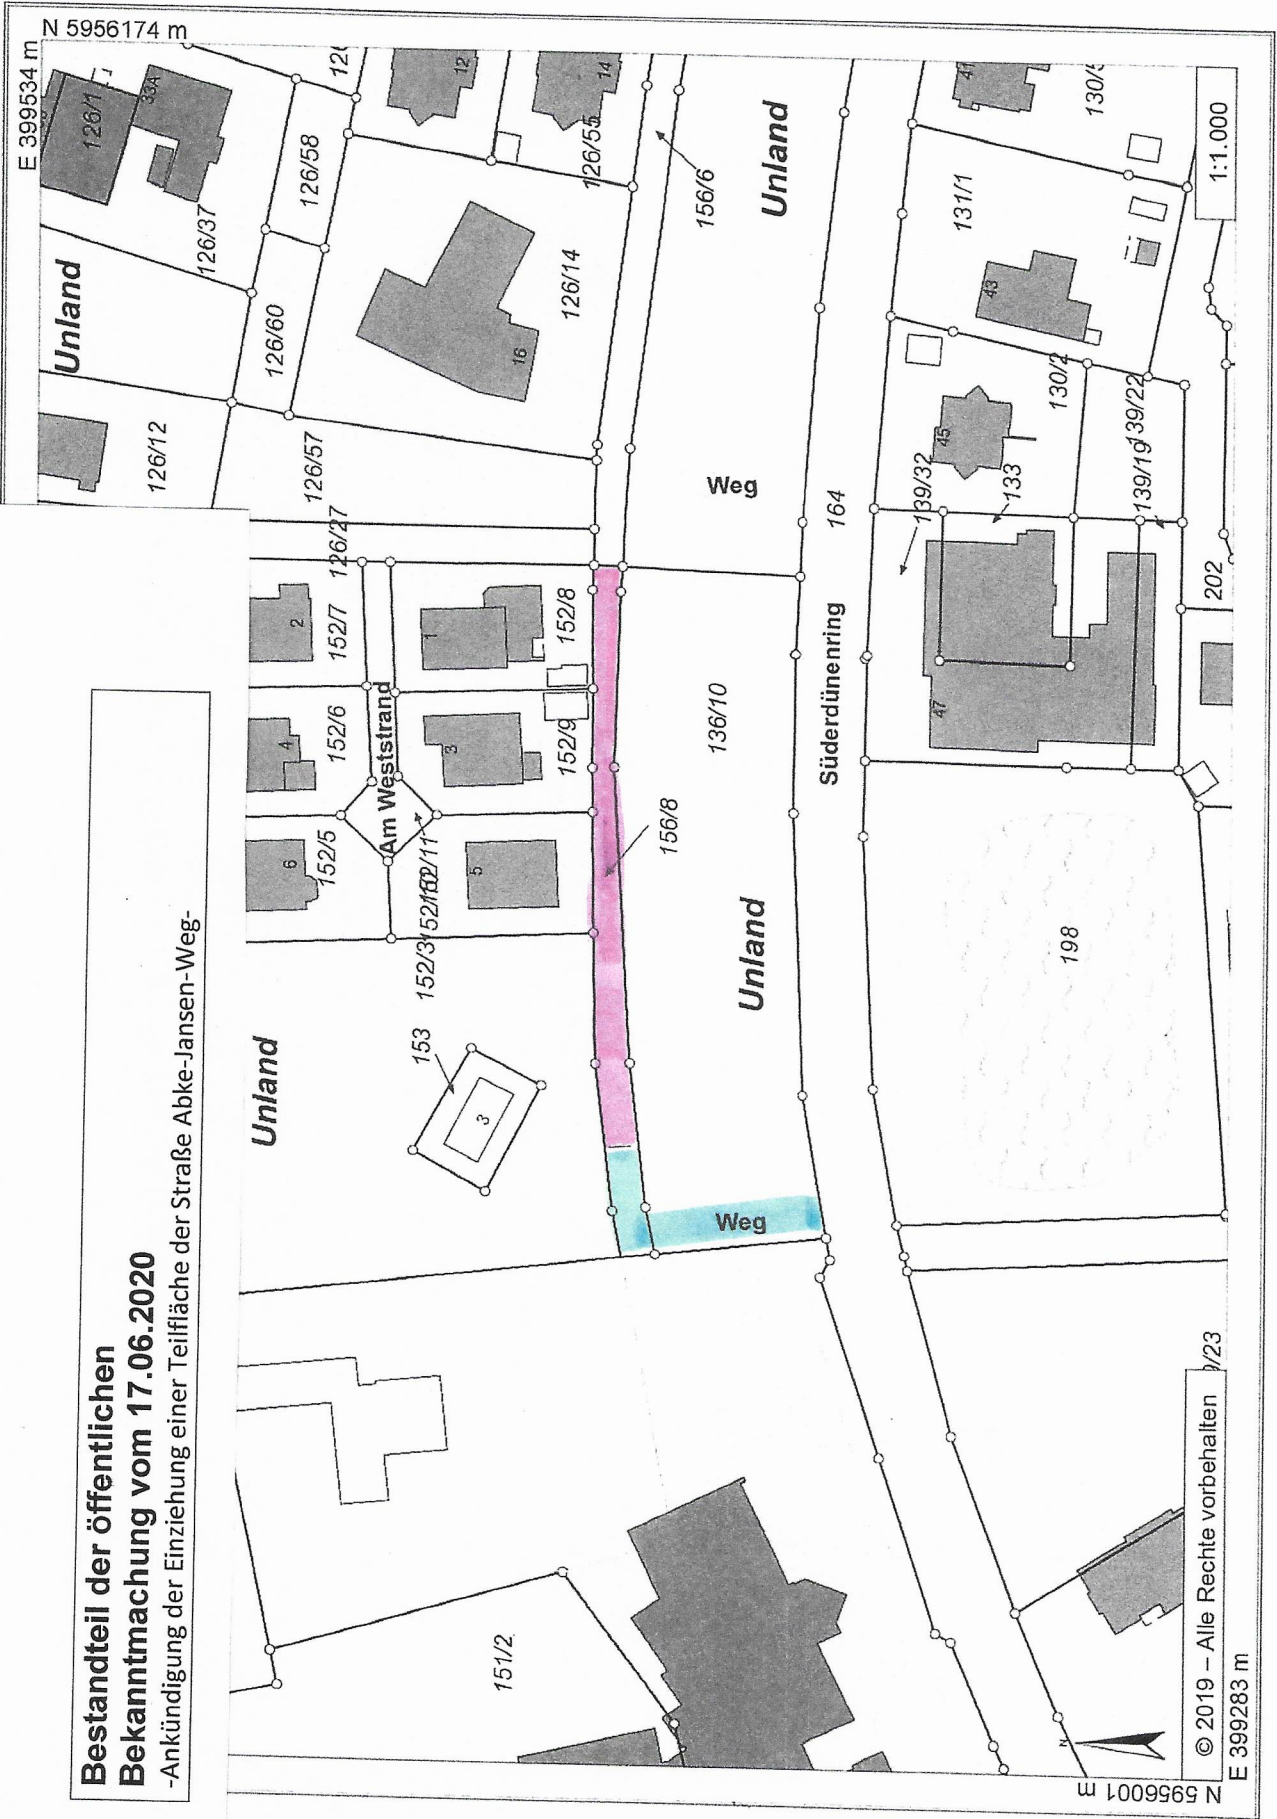 Bestandteil der öffentlichen
Bekanntmachung vom 17.06.2020
-Ankündigung der Einziehung einer Teilfläche der Straße Abke-Jansen-Weg-
N 5956174 m
E 399534 m
126/1
33A
126/37
126/58
126/60
Unland
126/12
126/57
126/27
12
14
126/55
126/14
16
156/6
Unland
41
131/1
43
1:1.000
130/2
45
139/22
139/19
133
139/32
Weg
164
2
152/7
1
152/8
4
152/6
Am Weststrand
3
152/9
6
152/5
5
152/3
153
3
Unland
156/8
136/10
Unland
Süderdünenring
47
202
198
Weg
151/2
N
© 2019 – Alle Rechte vorbehalten
E 399283 m
N 5956001 m